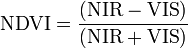 NDVI = (NIR − VIS) / (NIR + VIS)